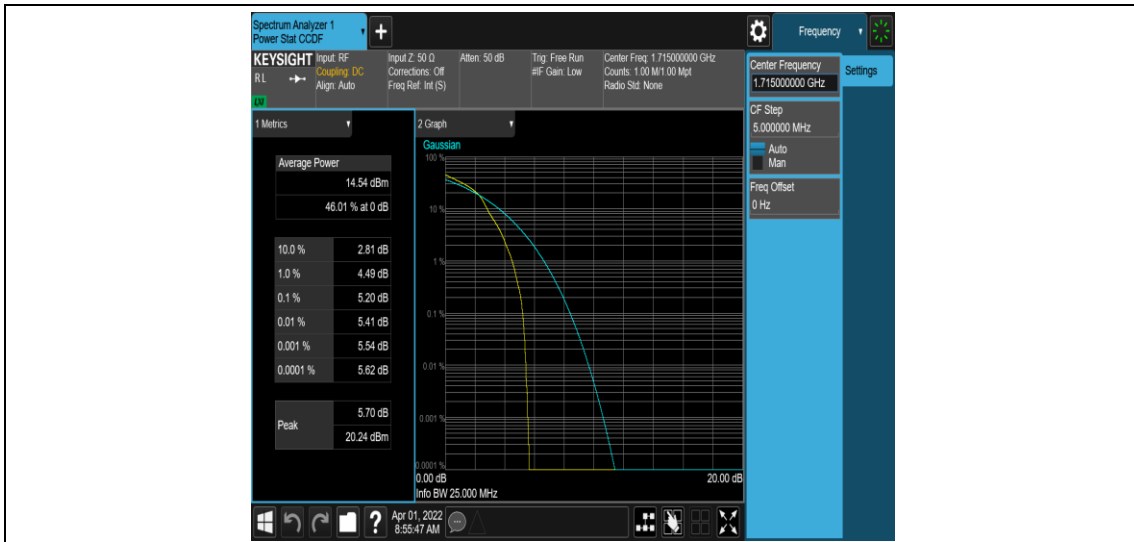 Spectrum Analyzer 1
Power Stat CCDF
Frequency
KEYSIGHT
RL
LXI
Input: RF
Coupling: DC
Align: Auto
Input Z: 50 Ω
Corrections: Off
Freq Ref: Int (S)
Atten: 50 dB
Trig: Free Run
#IF Gain: Low
Center Freq: 1.715000000 GHz
Counts: 1.00 M/1.00 Mpt
Radio Std: None
Center Frequency
1.715000000 GHz
Settings
CF Step
5.000000 MHz
Auto
Man
Freq Offset
0 Hz
1 Metrics
Average Power
14.54 dBm
46.01 % at 0 dB
10.0 % 2.81 dB
1.0 % 4.49 dB
0.1 % 5.20 dB
0.01 % 5.41 dB
0.001 % 5.54 dB
0.0001 % 5.62 dB
Peak
5.70 dB
20.24 dBm
2 Graph
Gaussian
100 %
10 %
1 %
0.1 %
0.01 %
0.001 %
0.0001 %
0.00 dB 20.00 dB
Info BW 25.000 MHz
?
Apr 01, 2022
8:55:47 AM